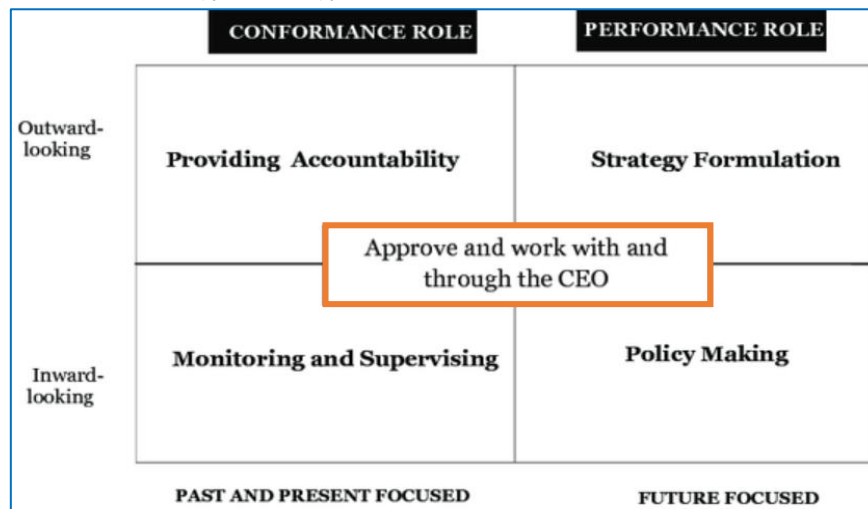 CONFORMANCE ROLE
PERFORMANCE ROLE
Outward-
looking
Providing Accountability
Strategy Formulation
Approve and work with and
through the CEO
Inward-
looking
Monitoring and Supervising
Policy Making
PAST AND PRESENT FOCUSED
FUTURE FOCUSED